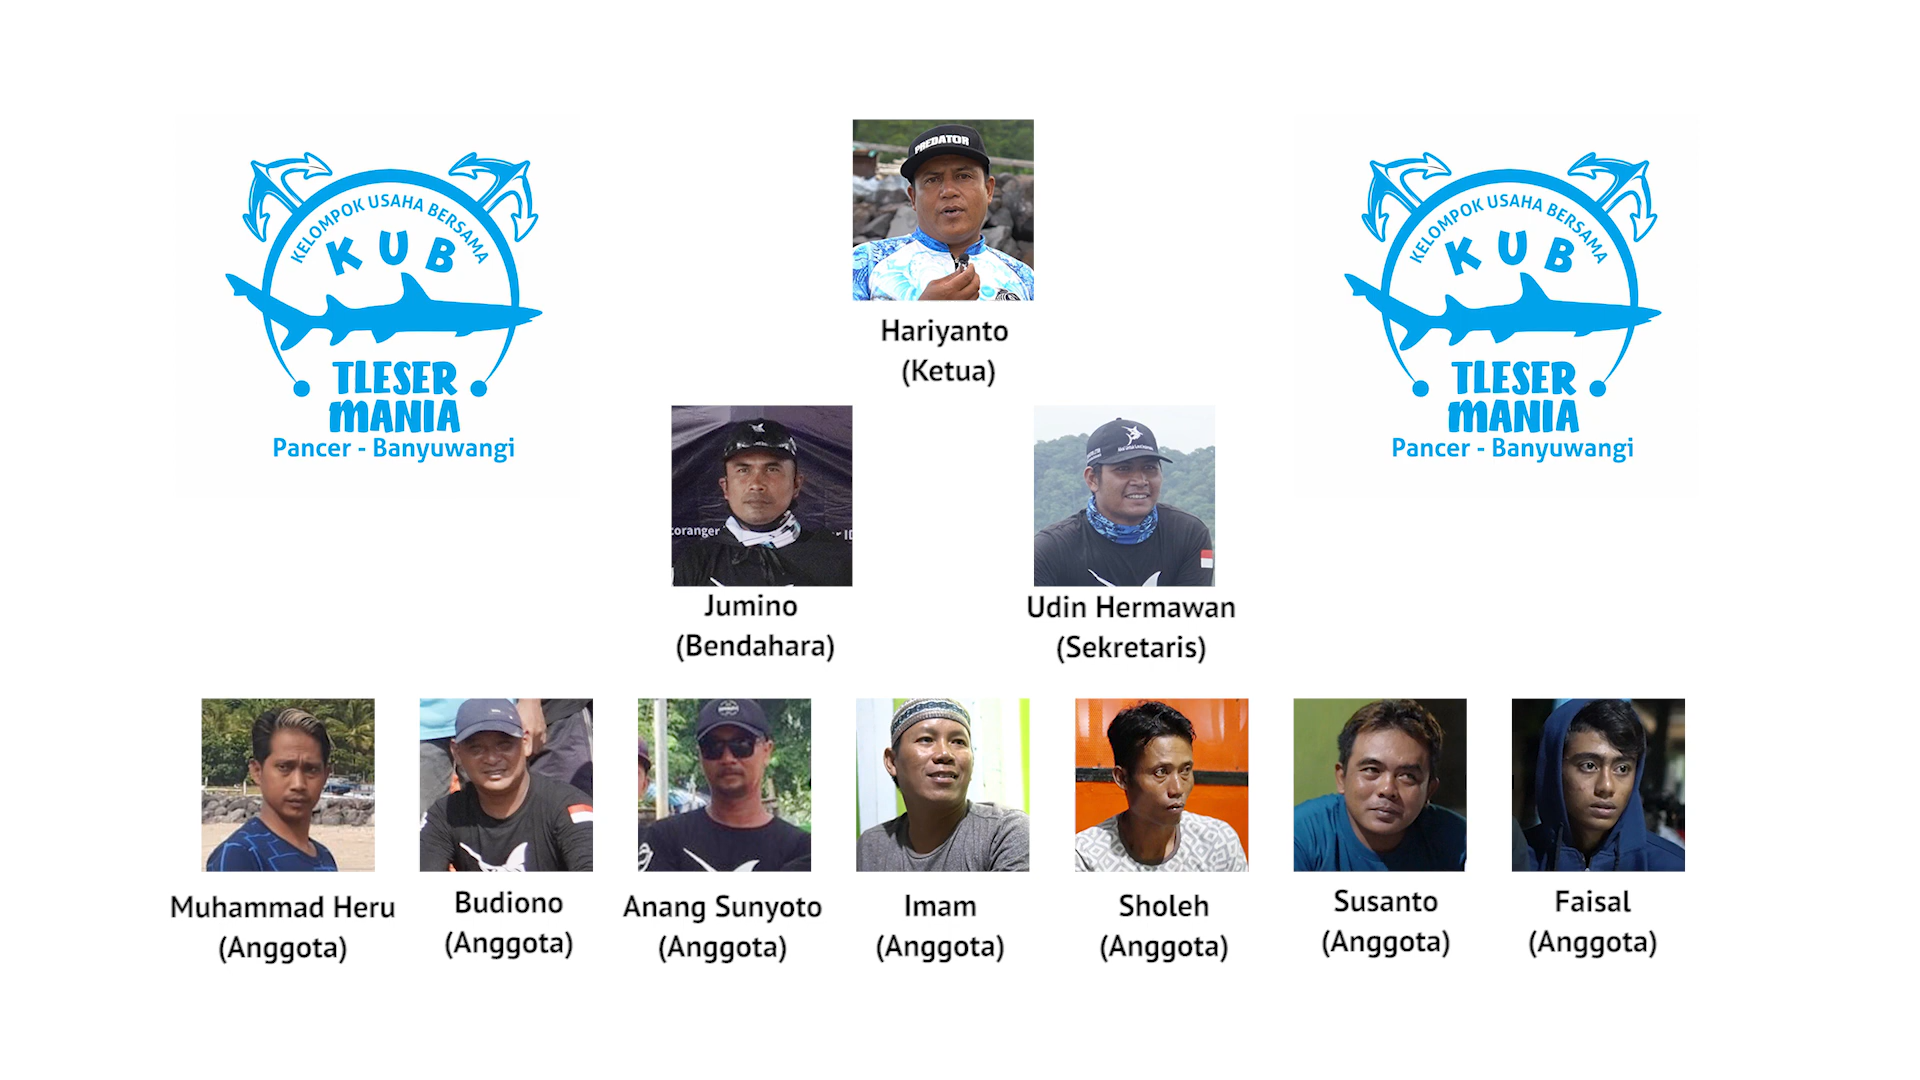 KELOMPOK USAHA BERSAMA
KUB
TLESER
MANIA
Pancer - Banyuwangi
KELOMPOK USAHA BERSAMA
KUB
TLESER
MANIA
Pancer - Banyuwangi
PREDATOR
Hariyanto
(Ketua)
toranger
Jumino
(Bendahara)
Udin Hermawan
(Sekretaris)
Muhammad Heru
(Anggota)
Budiono
(Anggota)
Anang Sunyoto
(Anggota)
Imam
(Anggota)
Sholeh
(Anggota)
Susanto
(Anggota)
Faisal
(Anggota)